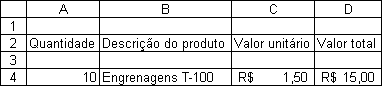 A B C D
1
2 Quantidade Descrição do produto Valor unitário Valor total
3
4 10 Engrenagens T-100 R$ 1,50 R$ 15,00